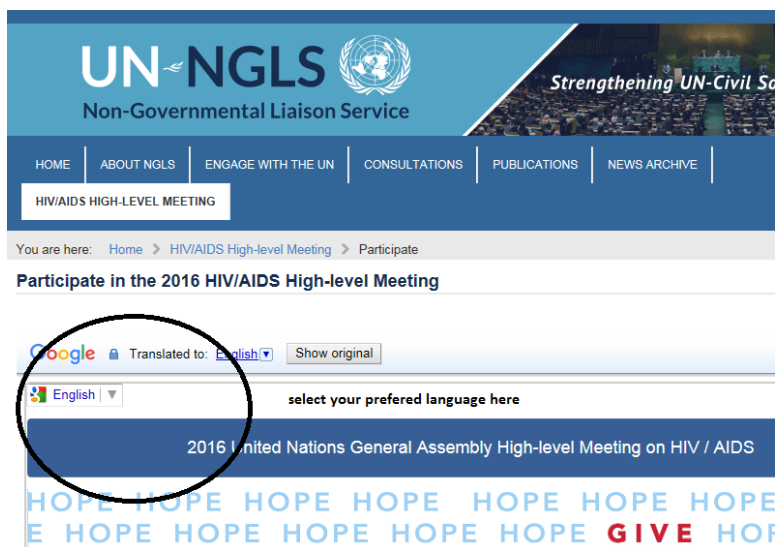 UN NGLS
Non-Governmental Liaison Service
Strengthening UN-Civil
HOME ABOUT NGLS ENGAGE WITH THE UN CONSULTATIONS PUBLICATIONS NEWS ARCHIVE
HIV/AIDS HIGH-LEVEL MEETING
You are here: Home > HIV/AIDS High-level Meeting > Participate
Participate in the 2016 HIV/AIDS High-level Meeting
Google Translated to: English Show original
English
select your prefered language here
2016 United Nations General Assembly High-level Meeting on HIV / AIDS
HOPE HOPE HOPE HOPE HOPE HOPE HOPE
E HOPE HOPE HOPE HOPE HOPE GIVE HOP